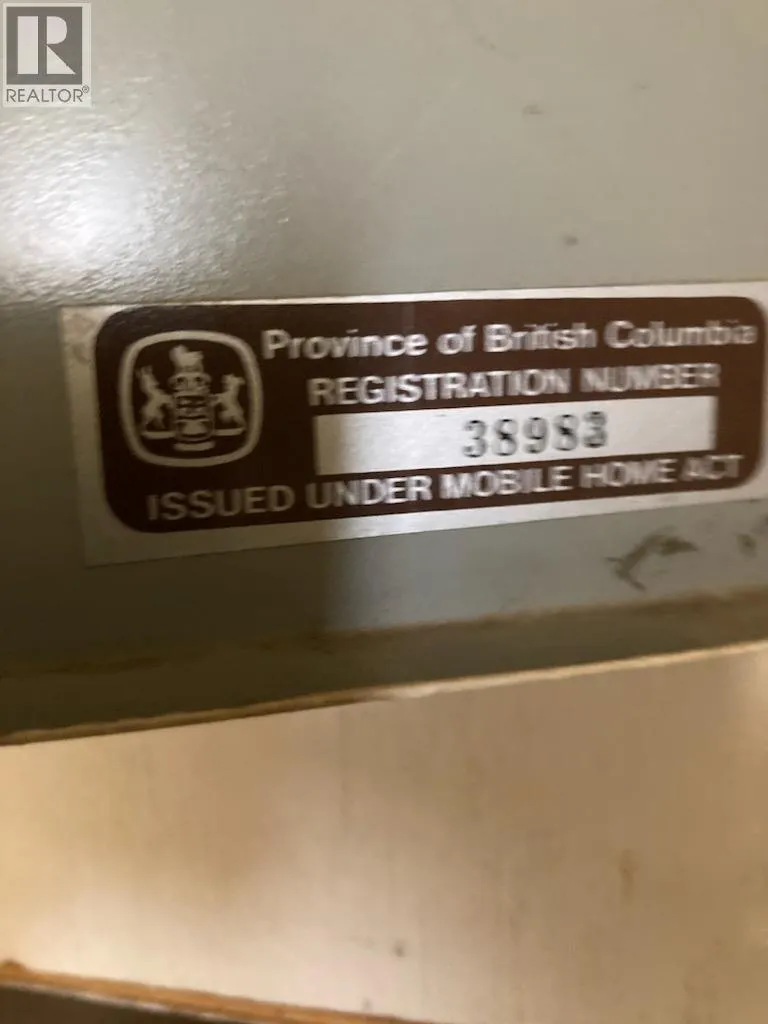 R
REALTOR®
Province of British Columbia
REGISTRATION NUMBER
38983
ISSUED UNDER MOBILE HOME ACT